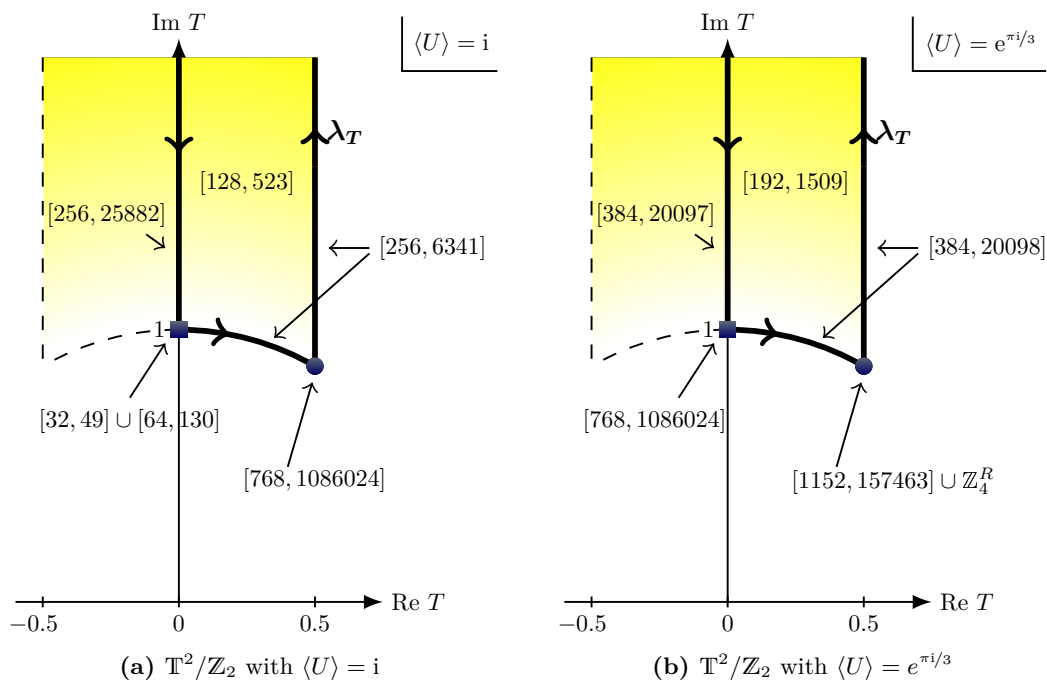 Im T
⟨U⟩ = i
λ_T
[128, 523]
[256, 25882]
[256, 6341]
1
[32, 49] ∪ [64, 130]
[768, 1086024]
Re T
−0.5 0 0.5
(a) 𝕋²/ℤ₂ with ⟨U⟩ = i
Im T
⟨U⟩ = e^{πi/3}
λ_T
[192, 1509]
[384, 20097]
[384, 20098]
1
[768, 1086024]
[1152, 157463] ∪ ℤ₄ᴿ
Re T
−0.5 0 0.5
(b) 𝕋²/ℤ₂ with ⟨U⟩ = e^{πi/3}